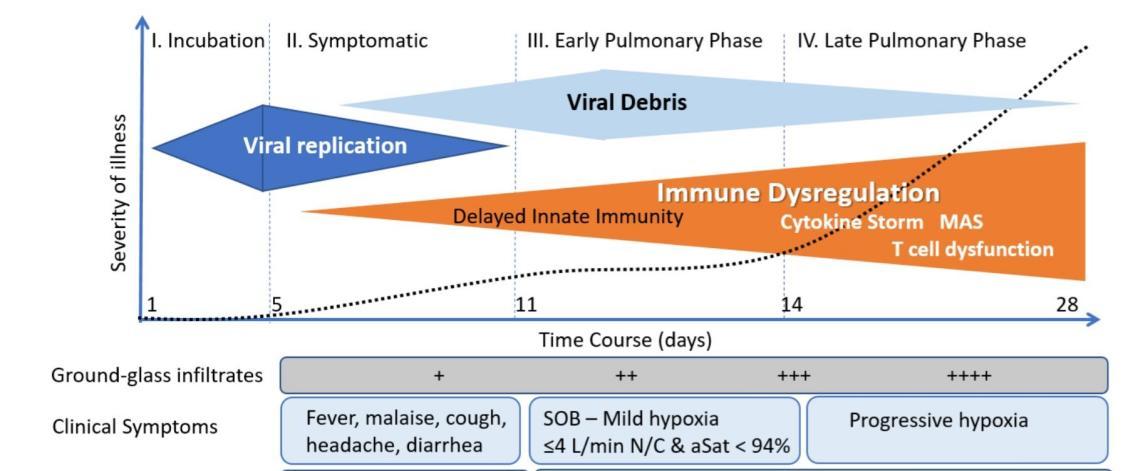 I. Incubation
II. Symptomatic
III. Early Pulmonary Phase
IV. Late Pulmonary Phase
Viral Debris
Viral replication
Severity of illness
Immune Dysregulation
Delayed Innate Immunity
Cytokine Storm MAS
T cell dysfunction
1
5
11
14
28
Time Course (days)
Ground-glass infiltrates
+
++
+++
++++
Clinical Symptoms
Fever, malaise, cough,
headache, diarrhea
SOB – Mild hypoxia
≤4 L/min N/C & aSat < 94%
Progressive hypoxia